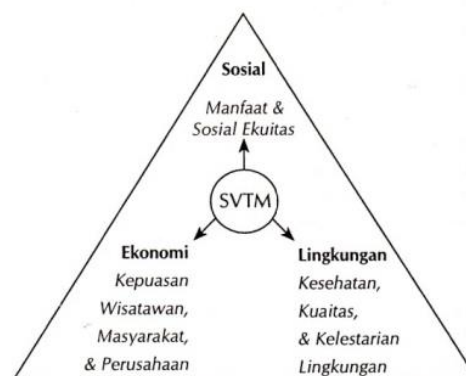 Sosial
Manfaat &
Sosial Ekuitas
SVTM
Ekonomi
Kepuasan
Wisatawan,
Masyarakat,
& Perusahaan
Lingkungan
Kesehatan,
Kuaitas,
& Kelestarian
Lingkungan